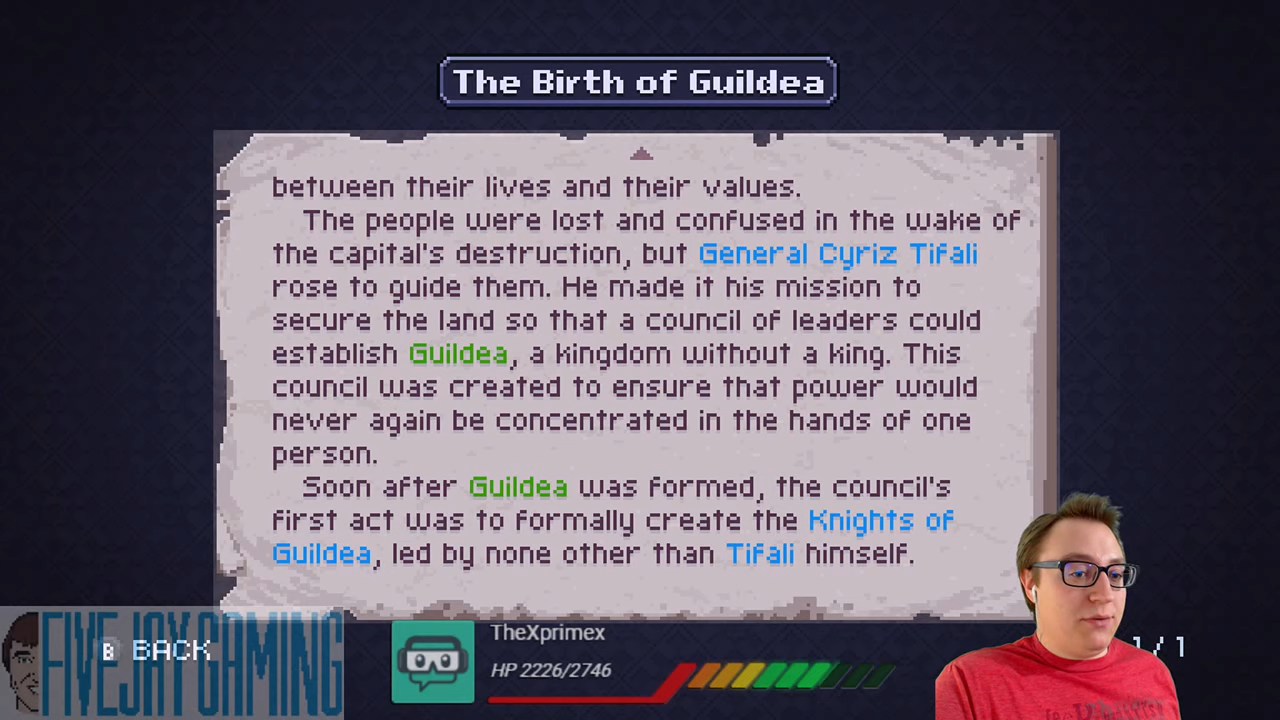 The Birth of Guildea
between their lives and their values.
The people were lost and confused in the wake of
the capital's destruction, but General Cyriz Tifali
rose to guide them. He made it his mission to
secure the land so that a council of leaders could
establish Guildea, a kingdom without a king. This
council was created to ensure that power would
never again be concentrated in the hands of one
person.
Soon after Guildea was formed, the council's
first act was to formally create the Knights of
Guildea, led by none other than Tifali himself.
FIVEJAYGAMING
B BACK
TheXprimex
HP 2226/2746
1/1